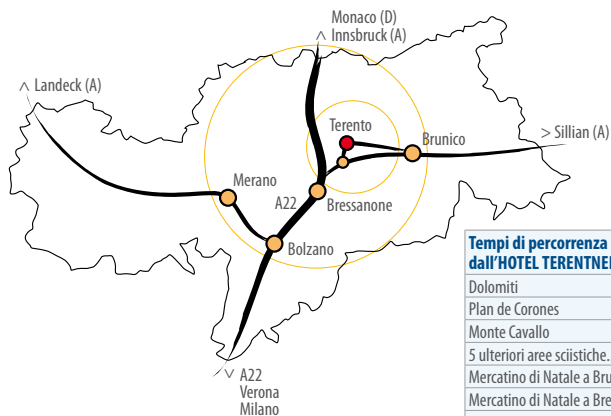 Monaco (D)
^ Innsbruck (A)
^ Landeck (A)
Terento
Brunico
> Sillian (A)
Merano
A22
Bressanone
Bolzano
Tempi di percorrenza
dall'HOTEL TERENTNE
Dolomiti
Plan de Corones
Monte Cavallo
5 ulteriori aree sciistiche.
Mercatino di Natale a Bru
Mercatino di Natale a Bre
v A22
Verona
Milano